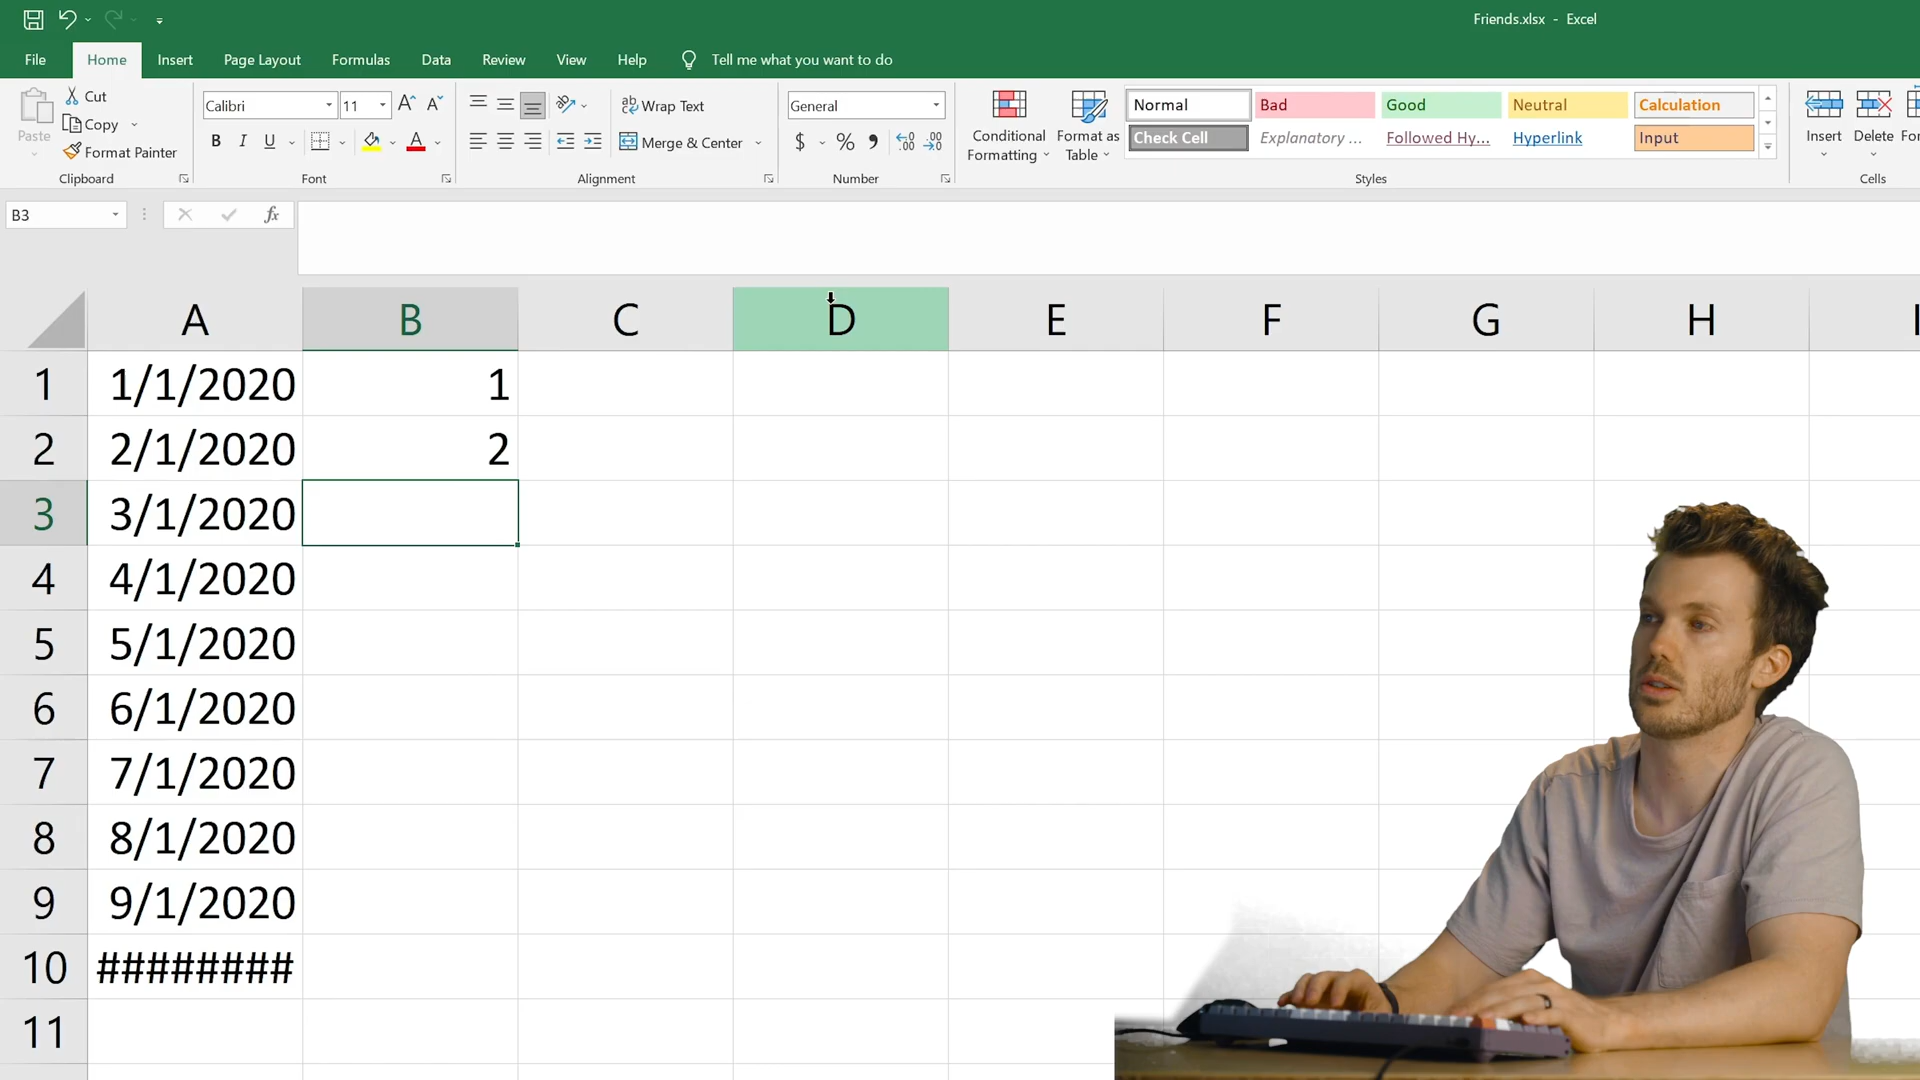 Friends.xlsx - Excel
File Home Insert Page Layout Formulas Data Review View Help Tell me what you want to do
Cut
Copy
Format Painter
Paste
Clipboard
Calibri 11
B I U
Font
Wrap Text
Merge & Center
Alignment
General
$ % ,
Number
Conditional Formatting
Format as Table
Normal Bad Good Neutral Calculation
Check Cell Explanatory ... Followed Hy... Hyperlink Input
Styles
Insert Delete
Cells
B3
fx
A B C D E F G H
1 1/1/2020 1
2 2/1/2020 2
3 3/1/2020
4 4/1/2020
5 5/1/2020
6 6/1/2020
7 7/1/2020
8 8/1/2020
9 9/1/2020
10 ########
11